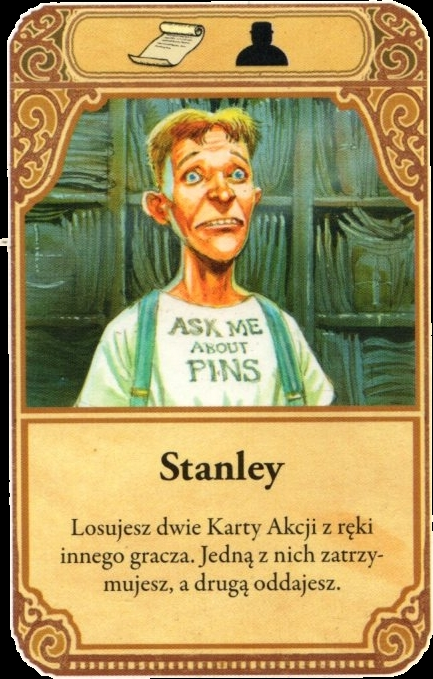 ASK ME
ABOUT
PINS
Stanley
Losujesz dwie Karty Akcji z ręki
innego gracza. Jedną z nich zatrzy-
mujesz, a drugą oddajesz.